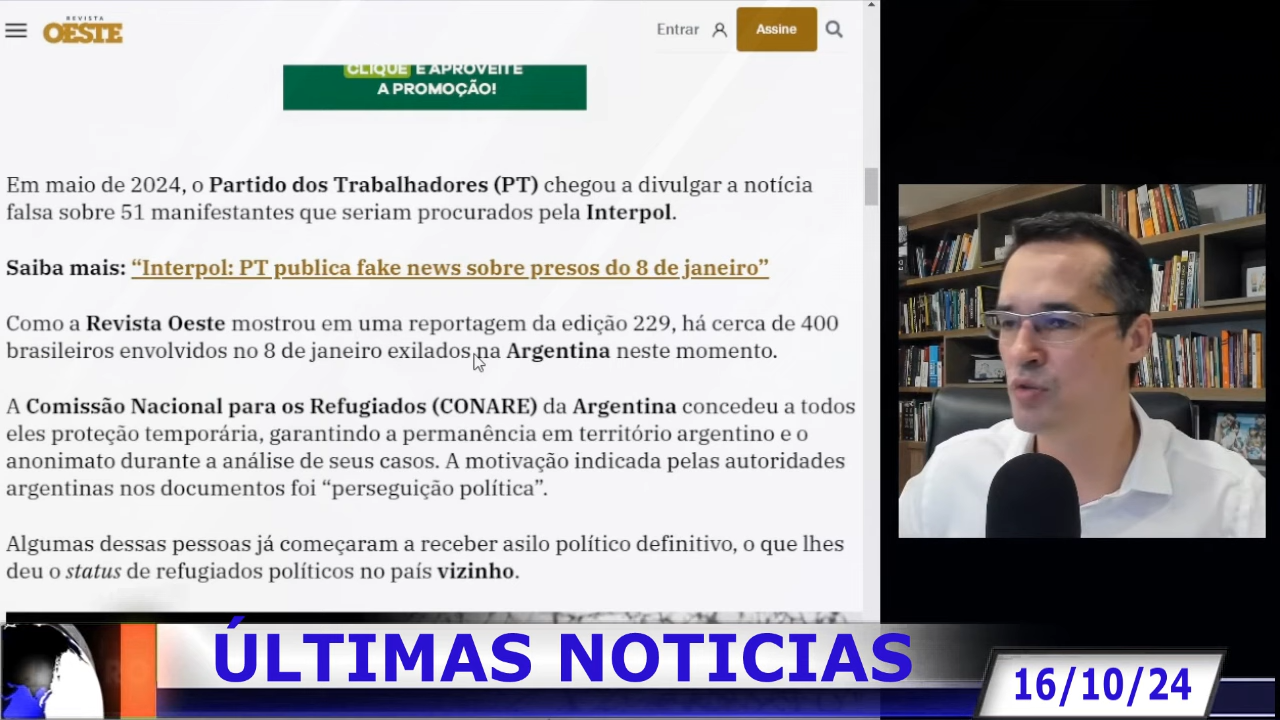 REVISTA
OESTE
Entrar
Assine
CLIQUE E APROVEITE
A PROMOÇÃO!
Em maio de 2024, o Partido dos Trabalhadores (PT) chegou a divulgar a notícia
falsa sobre 51 manifestantes que seriam procurados pela Interpol.
Saiba mais: “Interpol: PT publica fake news sobre presos do 8 de janeiro”
Como a Revista Oeste mostrou em uma reportagem da edição 229, há cerca de 400
brasileiros envolvidos no 8 de janeiro exilados na Argentina neste momento.
A Comissão Nacional para os Refugiados (CONARE) da Argentina concedeu a todos
eles proteção temporária, garantindo a permanência em território argentino e o
anonimato durante a análise de seus casos. A motivação indicada pelas autoridades
argentinas nos documentos foi “perseguição política”.
Algumas dessas pessoas já começaram a receber asilo político definitivo, o que lhes
deu o status de refugiados políticos no país vizinho.
ÚLTIMAS NOTICIAS
16/10/24